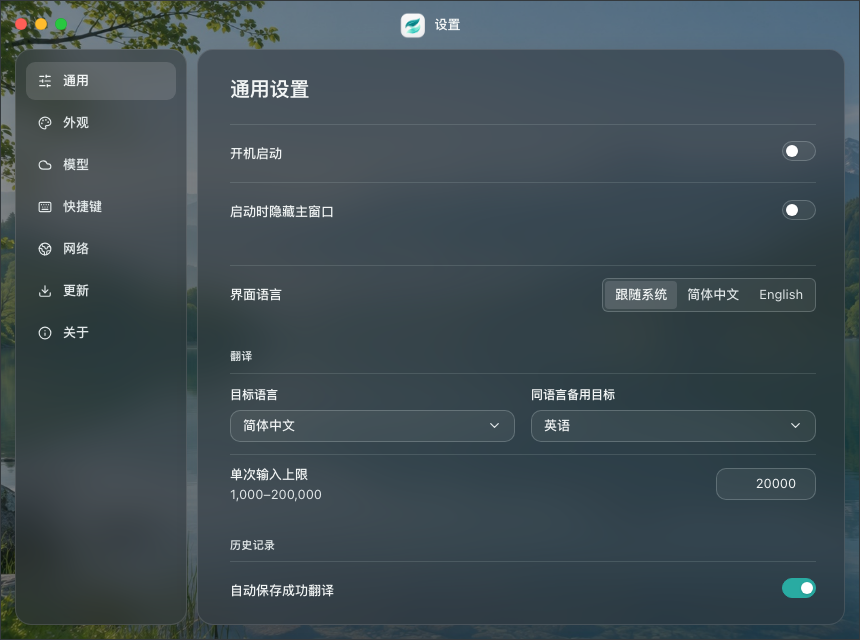 设置
通用
外观
模型
快捷键
网络
更新
关于
通用设置
开机启动
启动时隐藏主窗口
界面语言
跟随系统 简体中文 English
翻译
目标语言 同语言备用目标
简体中文 英语
单次输入上限
1,000–200,000
20000
历史记录
自动保存成功翻译